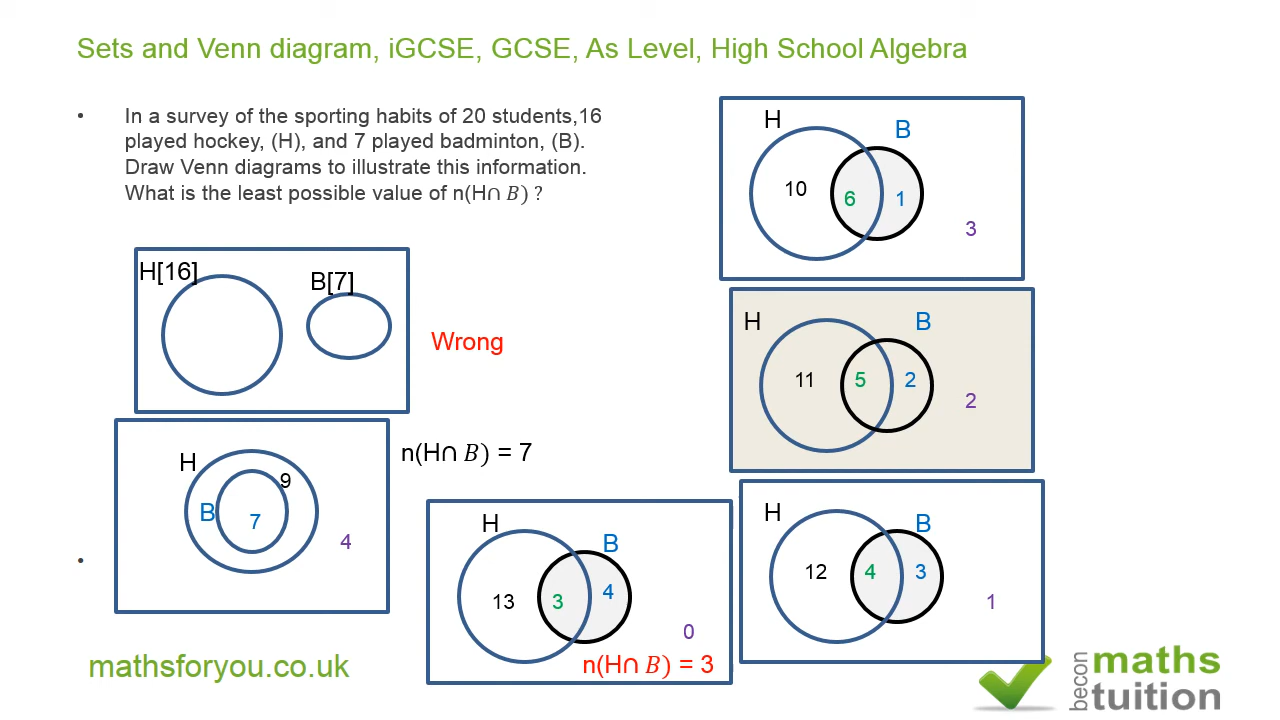 Sets and Venn diagram, iGCSE, GCSE, As Level, High School Algebra
• In a survey of the sporting habits of 20 students,16
played hockey, (H), and 7 played badminton, (B).
Draw Venn diagrams to illustrate this information.
What is the least possible value of n(H∩ 𝐵) ?
H[16]
B[7]
Wrong
H
B
7
9
4
n(H∩ 𝐵) = 7
•
H
B
13
3
4
0
n(H∩ 𝐵) = 3
H
B
10
6
1
3
H
B
11
5
2
2
H
B
12
4
3
1
mathsforyou.co.uk
becon
maths
tuition